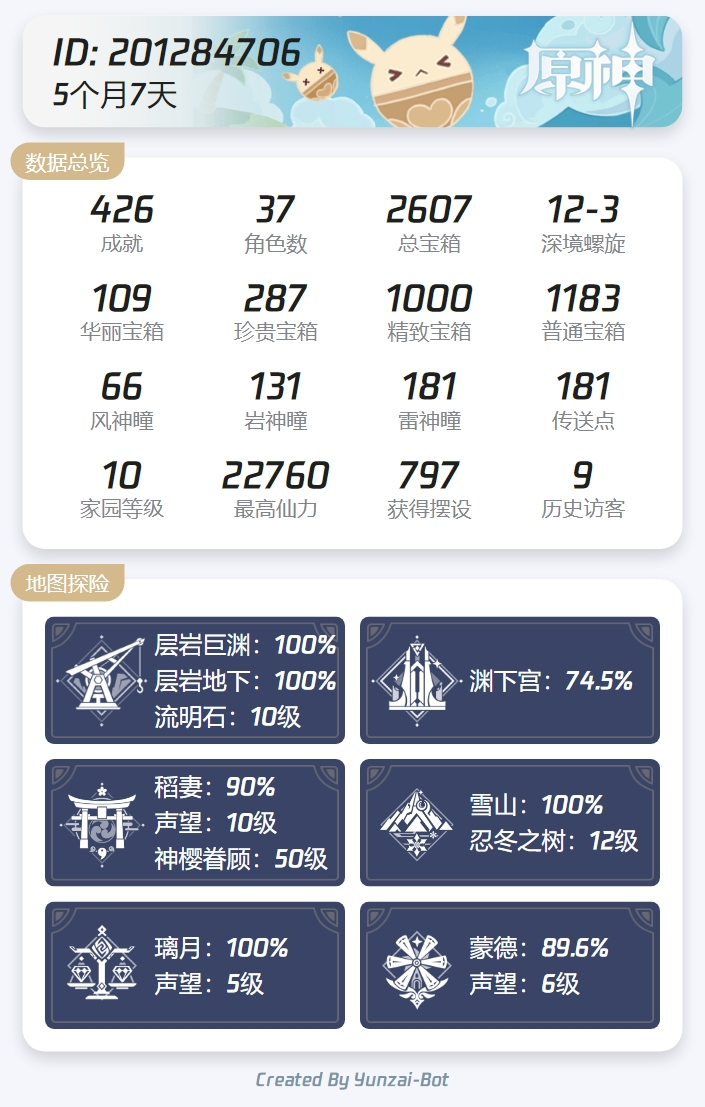 ID: 201284706
5个月7天
原神
数据总览
426 37 2607 12-3
成就 角色数 总宝箱 深境螺旋
109 287 1000 1183
华丽宝箱 珍贵宝箱 精致宝箱 普通宝箱
66 131 181 181
风神瞳 岩神瞳 雷神瞳 传送点
10 22760 797 9
家园等级 最高仙力 获得摆设 历史访客
地图探险
层岩巨渊：100%
层岩地下：100%
流明石：10级
渊下宫：74.5%
稻妻：90%
声望：10级
神樱眷顾：50级
雪山：100%
忍冬之树：12级
璃月：100%
声望：5级
蒙德：89.6%
声望：6级
Created By Yunzai-Bot